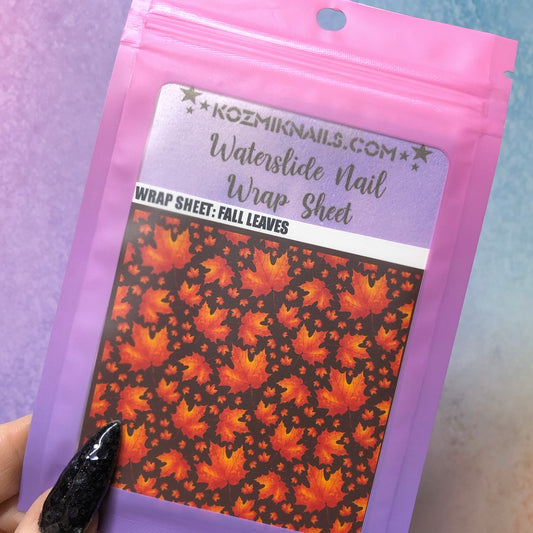 KOZMIKNAILS.COM
Waterslide Nail
Wrap Sheet
WRAP SHEET: FALL LEAVES